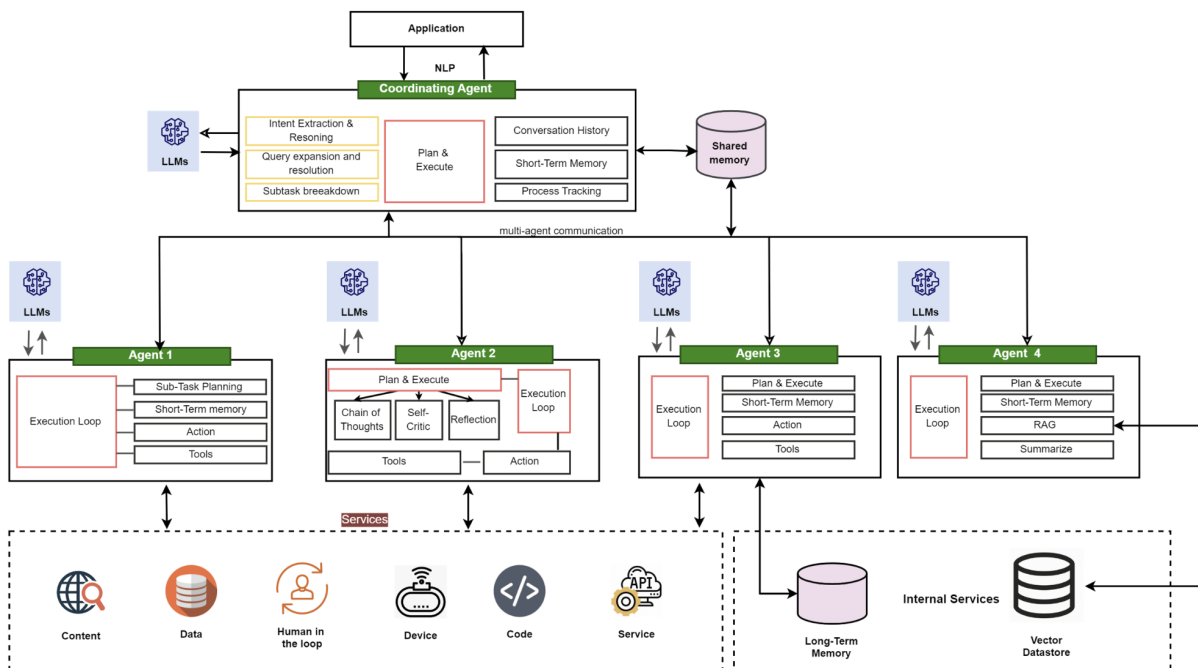 Application
NLP
Coordinating Agent
LLMs
Intent Extraction &
Resoning
Query expansion and
resolution
Subtask breeakdown
Plan &
Execute
Conversation History
Short-Term Memory
Process Tracking
Shared
memory
multi-agent communication
LLMs
LLMs
LLMs
LLMs
Agent 1
Execution Loop
Sub-Task Planning
Short-Term memory
Action
Tools
Agent 2
Plan & Execute
Execution
Loop
Chain of
Thoughts
Self-
Critic
Reflection
Tools
Action
Agent 3
Execution
Loop
Plan & Execute
Short-Term Memory
Action
Tools
Agent 4
Execution
Loop
Plan & Execute
Short-Term Memory
RAG
Summarize
Services
Content
Data
Human in
the loop
Device
Code
API
Service
Long-Term
Memory
Internal Services
Vector
Datastore